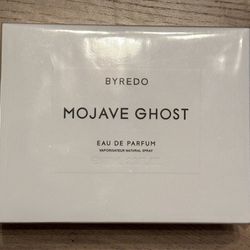 BYREDO
MOJAVE GHOST
EAU DE PARFUM
VAPORISATEUR NATURAL SPRAY